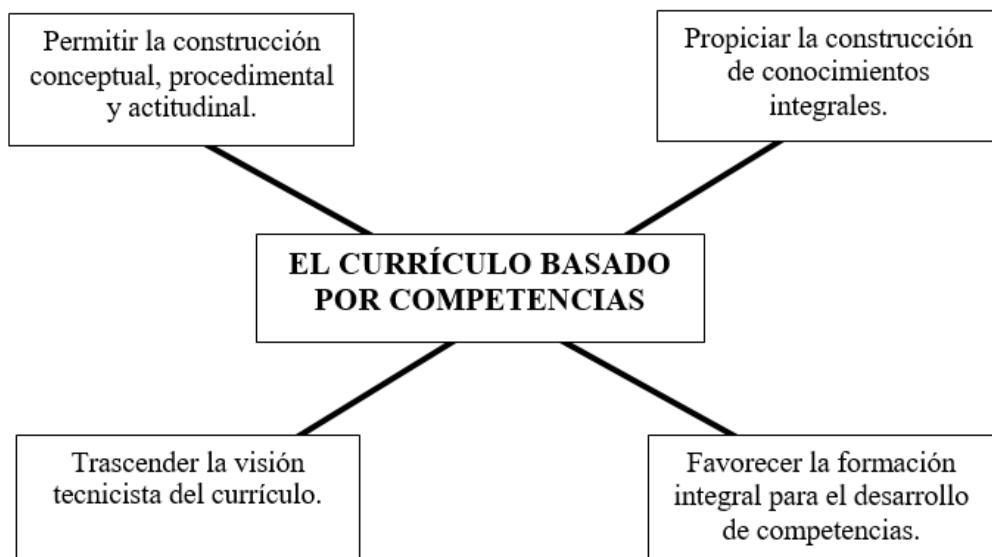 Permitir la construcción
conceptual, procedimental
y actitudinal.
Propiciar la construcción
de conocimientos
integrales.
EL CURRÍCULO BASADO
POR COMPETENCIAS
Trascender la visión
tecnicista del currículo.
Favorecer la formación
integral para el desarrollo
de competencias.